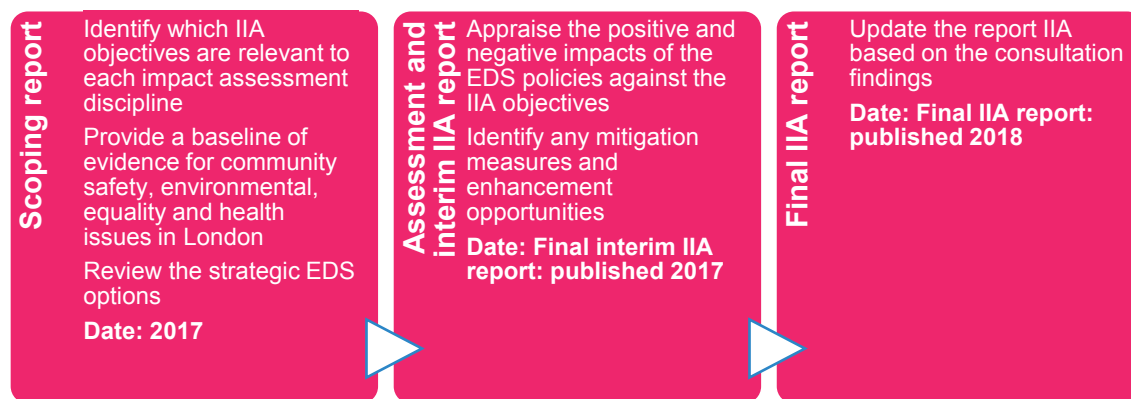 Scoping report
Identify which IIA
objectives are relevant to
each impact assessment
discipline
Provide a baseline of
evidence for community
safety, environmental,
equality and health
issues in London
Review the strategic EDS
options
Date: 2017
Assessment and
interim IIA report
Appraise the positive and
negative impacts of the
EDS policies against the
IIA objectives
Identify any mitigation
measures and
enhancement
opportunities
Date: Final interim IIA
report: published 2017
Final IIA report
Update the report IIA
based on the consultation
findings
Date: Final IIA report:
published 2018